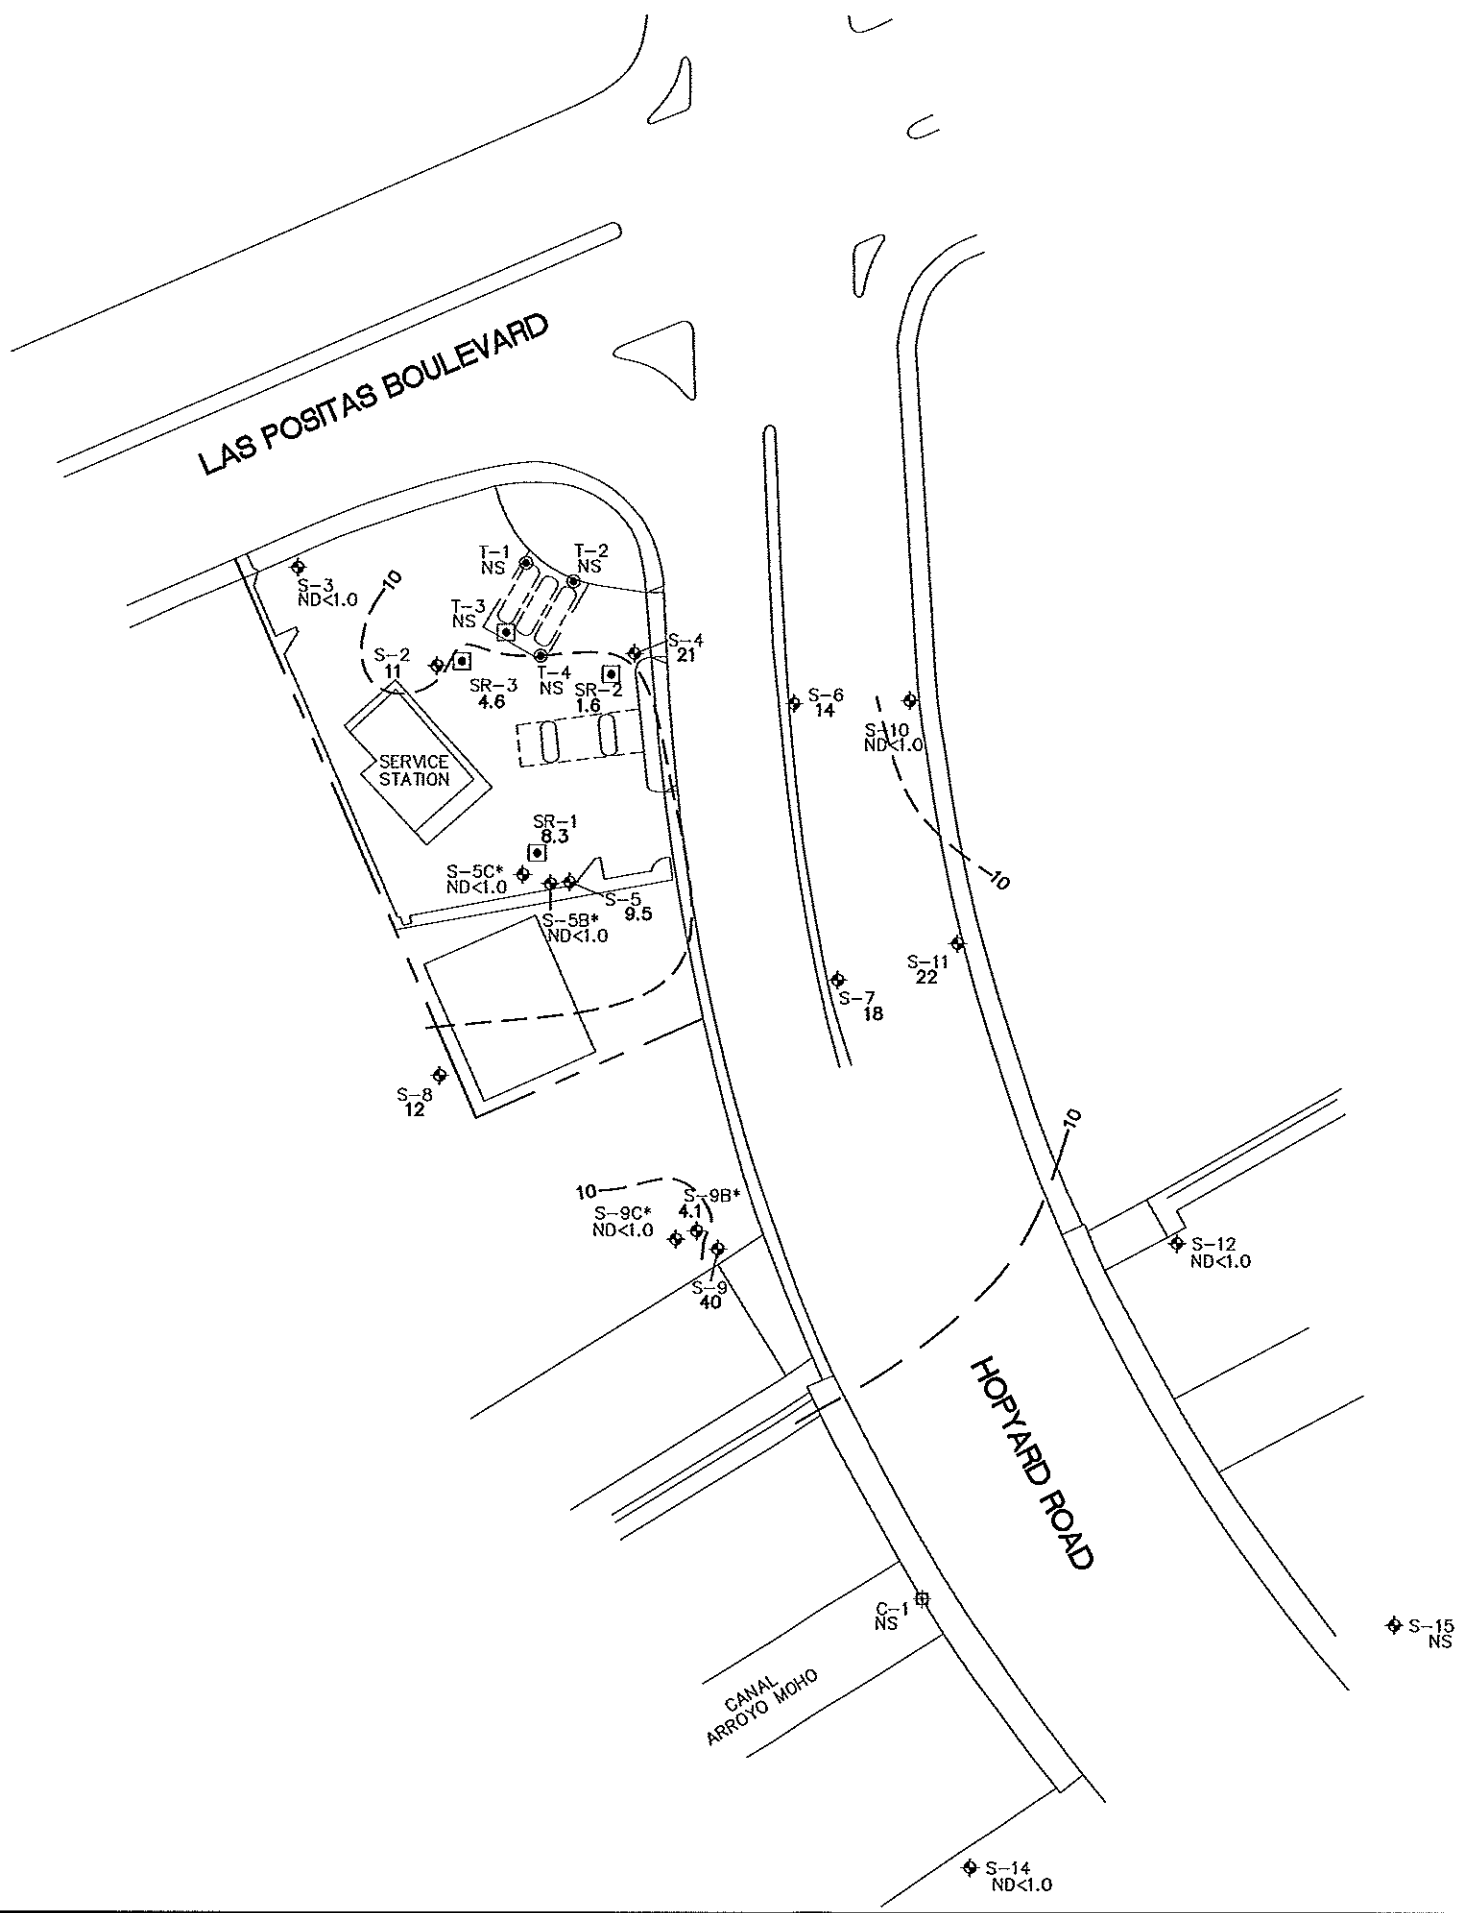 LAS POSITAS BOULEVARD
T-1
NS
T-2
NS
S-3
ND<1.0
10
T-3
NS
S-2
11
S-4
21
T-4
NS
SR-3
4.6
SR-2
1.6
S-6
14
S-10
ND<1.0
SERVICE
STATION
SR-1
8.3
S-5C*
ND<1.0
10
S-5
9.5
S-5B*
ND<1.0
S-11
22
S-7
18
S-8
12
10
10
S-9B*
4.1
S-9C*
ND<1.0
S-12
ND<1.0
S-9
40
HOPYARD ROAD
C-1
NS
S-15
NS
CANAL
ARROYO MOHO
S-14
ND<1.0